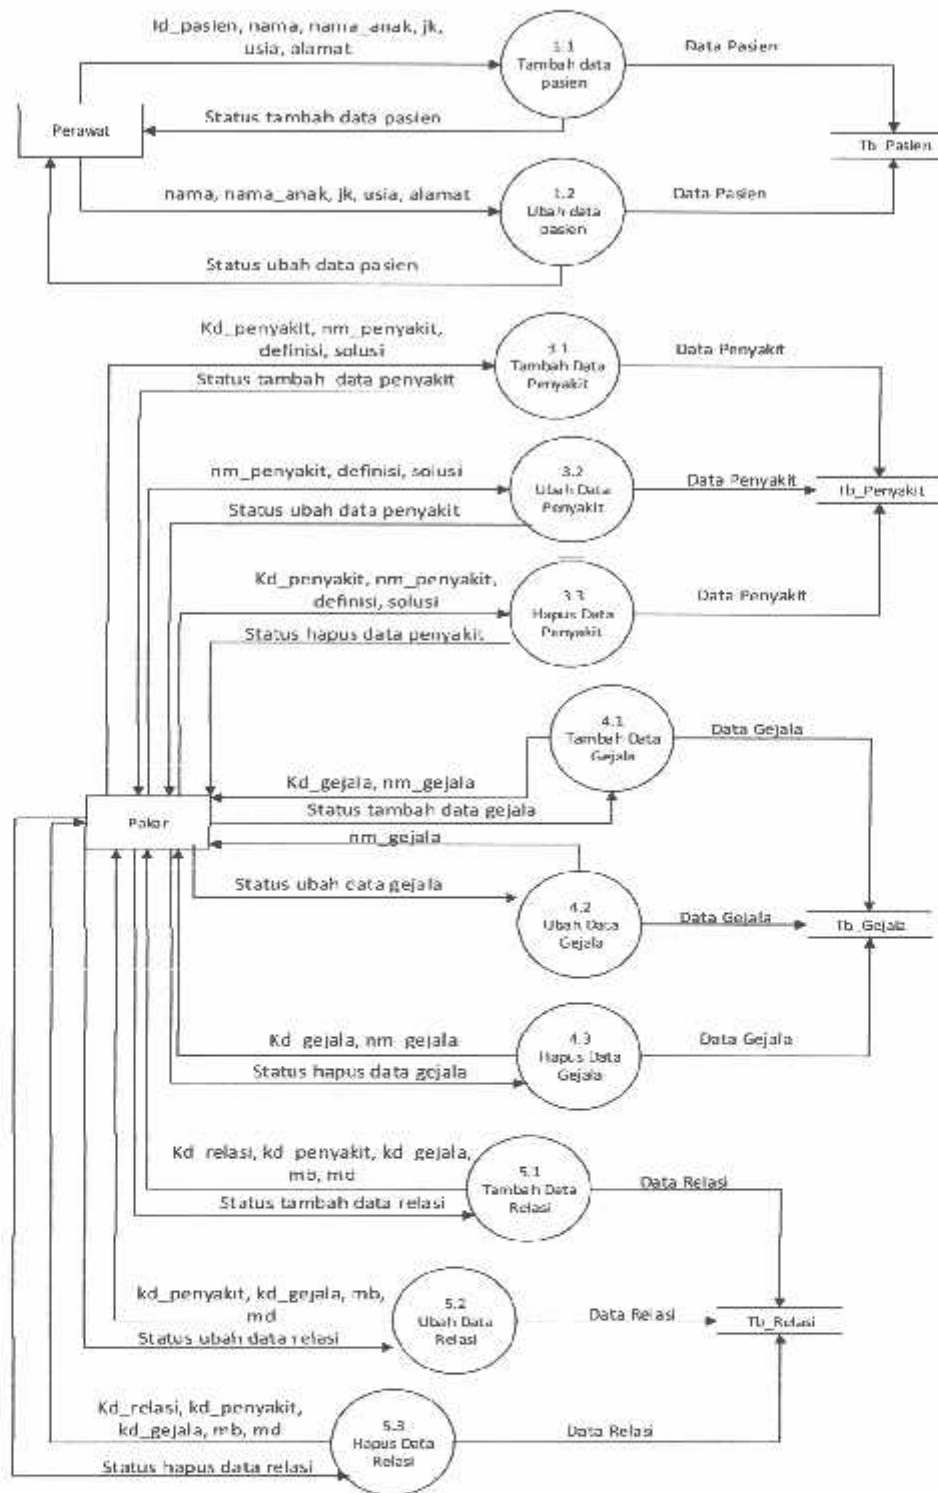 Id_pasien, nama, nama_anak, jk,
usia, alamat
1.1
Tambah data
pasien
Data Pasien
Status tambah data pasien
Perawat
Tb_Pasien
nama, nama_anak, jk, usia, alamat
1.2
Ubah data
pasien
Data Pasien
Status ubah data pasien
Kd_penyakit, nm_penyakit,
definisi, solusi
3.1
Tambah Data
Penyakit
Data Penyakit
Status tambah data penyakit
nm_penyakit, definisi, solusi
3.2
Ubah Data
Penyakit
Data Penyakit
Tb_Penyakit
Status ubah data penyakit
Kd_penyakit, nm_penyakit,
definisi, solusi
3.3
Hapus Data
Penyakit
Data Penyakit
Status hapus data penyakit
4.1
Tambah Data
Gejala
Data Gejala
Kd_gejala, nm_gejala
Status tambah data gejala
Pakar
nm_gejala
Status ubah data gejala
4.2
Ubah Data
Gejala
Data Gejala
Tb_Gejala
Kd_gejala, nm_gejala
4.3
Hapus Data
Gejala
Data Gejala
Status hapus data gejala
Kd_relasi, kd_penyakit, kd_gejala,
mb, md
5.1
Tambah Data
Relasi
Data Relasi
Status tambah data relasi
kd_penyakit, kd_gejala, mb,
md
5.2
Ubah Data
Relasi
Data Relasi
Tb_Relasi
Status ubah data relasi
Kd_relasi, kd_penyakit,
kd_gejala, mb, md
5.3
Hapus Data
Relasi
Data Relasi
Status hapus data relasi